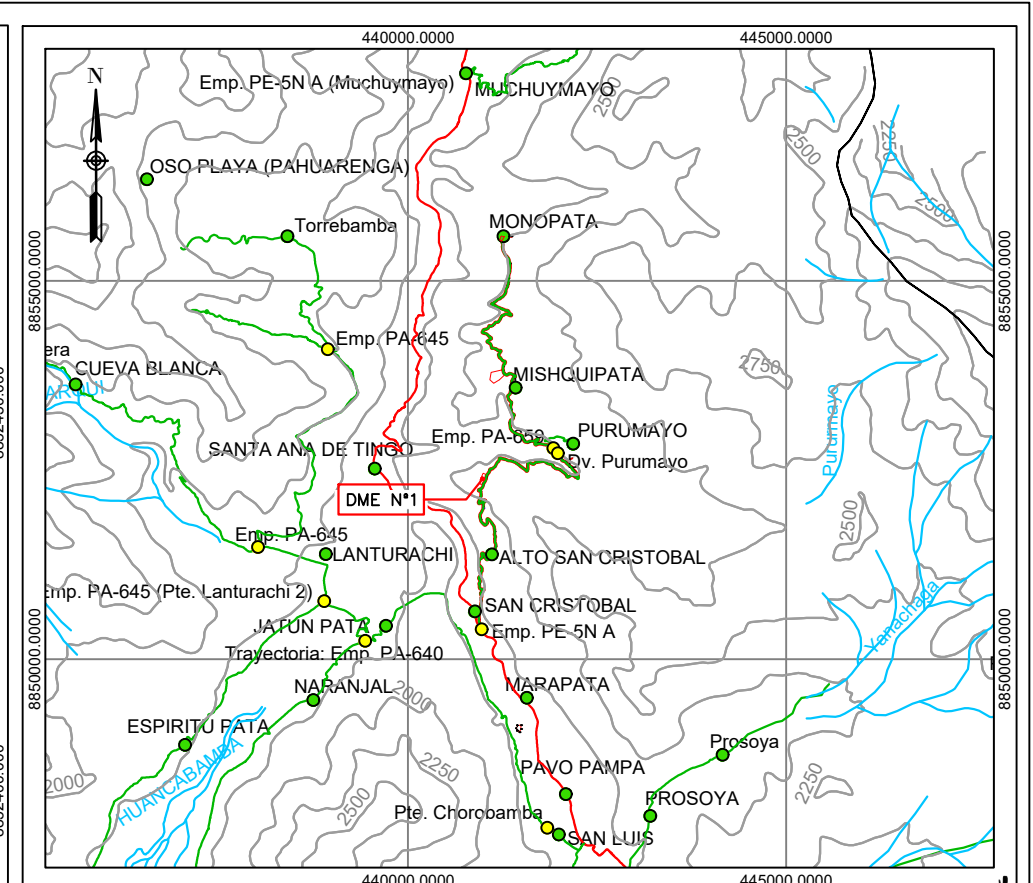 440000.0000
445000.0000
N
Emp. PE-5N A (Muchuymayo)
MUCHUYMAYO
2500
2500
2250
2500
OSO PLAYA (PAHUARENGA)
Torrebamba
MONOPATA
8855000.0000
8855000.0000
Emp. PA-645
era
CUEVA BLANCA
2750
MISHQUIPATA
Purumayo
SANTA ANA DE TINGO
Emp. PA-659
PURUMAYO
Dv. Purumayo
DME N°1
2500
Emp. PA-645
LANTURACHI
ALTO SAN CRISTOBAL
Emp. PA-645 (Pte. Lanturachi 2)
SAN CRISTOBAL
Yanachaga
JATUN PATA
Emp. PE-5N A
Trayectoria: Emp. PA-640
8850000.0000
8850000.0000
NARANJAL
2000
MARAPATA
ESPIRITU PATA
HUANCABAMBA
2250
Prosoya
2000
2500
PAVO PAMPA
2250
Pte. Chorobamba
PROSOYA
SAN LUIS
440000.0000
445000.0000